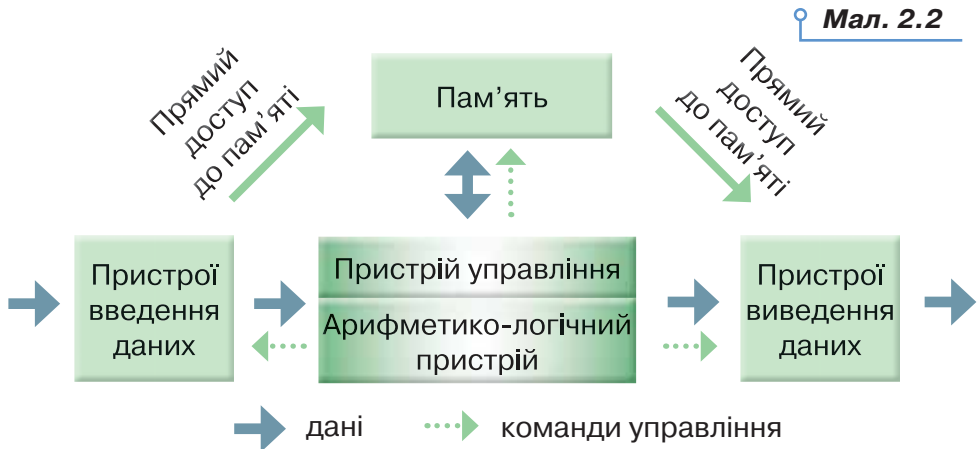 Мал. 2.2
Прямий
доступ
до пам’яті
Пам’ять
Прямий
доступ
до пам’яті
Пристрої
введення
даних
Пристрій управління
Арифметико-логічний
пристрій
Пристрої
виведення
даних
дані
команди управління